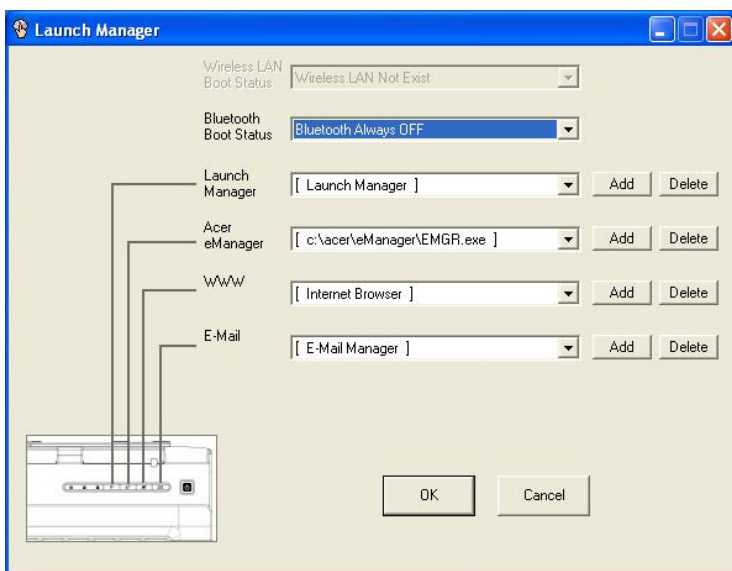 Launch Manager
Wireless LAN
Boot Status
Wireless LAN Not Exist
Bluetooth
Boot Status
Bluetooth Always OFF
Launch
Manager
[ Launch Manager ]
Add
Delete
Acer
eManager
[ c:\acer\eManager\EMGR.exe ]
Add
Delete
WWW
[ Internet Browser ]
Add
Delete
E-Mail
[ E-Mail Manager ]
Add
Delete
OK
Cancel